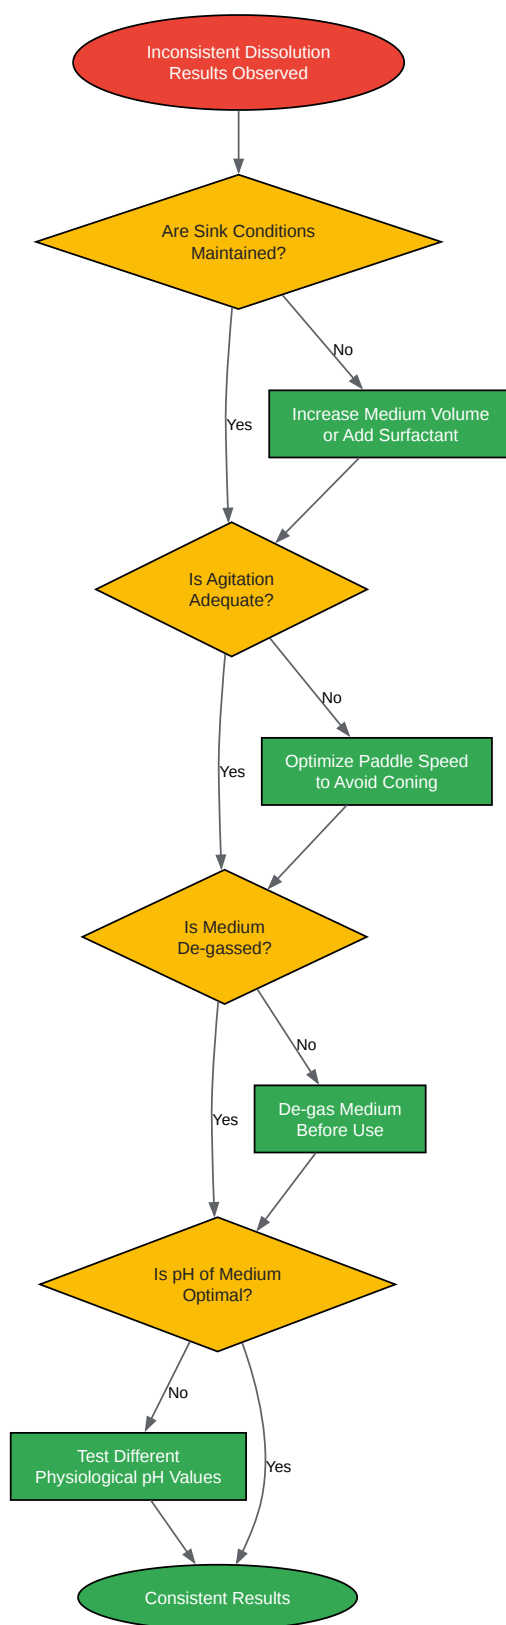 Inconsistent Dissolution
Results Observed
Are Sink Conditions
Maintained?
No
Increase Medium Volume
or Add Surfactant
Yes
Is Agitation
Adequate?
No
Optimize Paddle Speed
to Avoid Coning
Yes
Is Medium
De-gassed?
No
De-gas Medium
Before Use
Yes
Is pH of Medium
Optimal?
No
Test Different
Physiological pH Values
Yes
Consistent Results